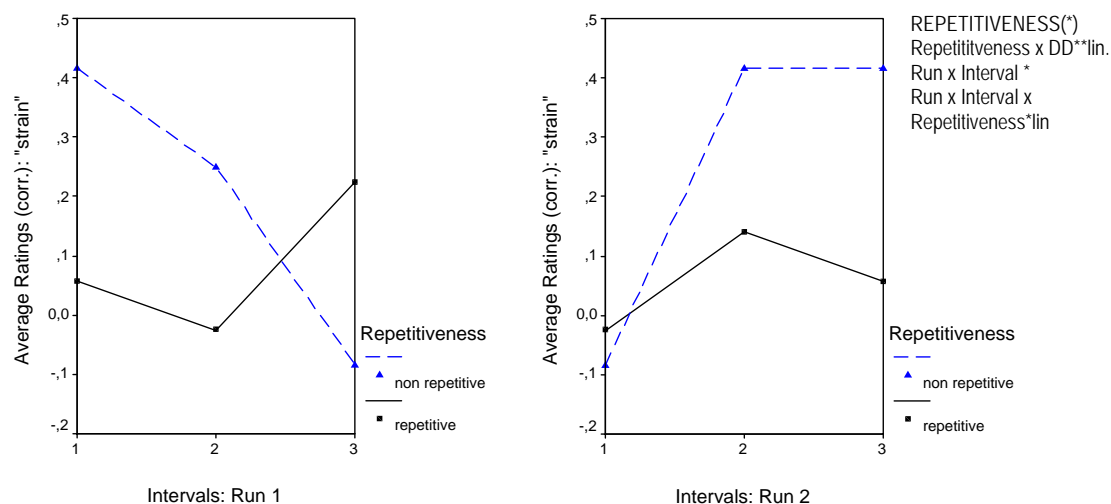 ,5
,4
,3
,2
,1
0,0
-,1
-,2
Average Ratings (corr.): "strain"
1
2
3
Intervals: Run 1
Repetitiveness
non repetitive
repetitive
,5
,4
,3
,2
,1
0,0
-,1
-,2
Average Ratings (corr.): "strain"
1
2
3
Intervals: Run 2
Repetitiveness
non repetitive
repetitive
REPETITIVENESS(*)
Repetititveness x DD**lin.
Run x Interval *
Run x Interval x
Repetitiveness*lin